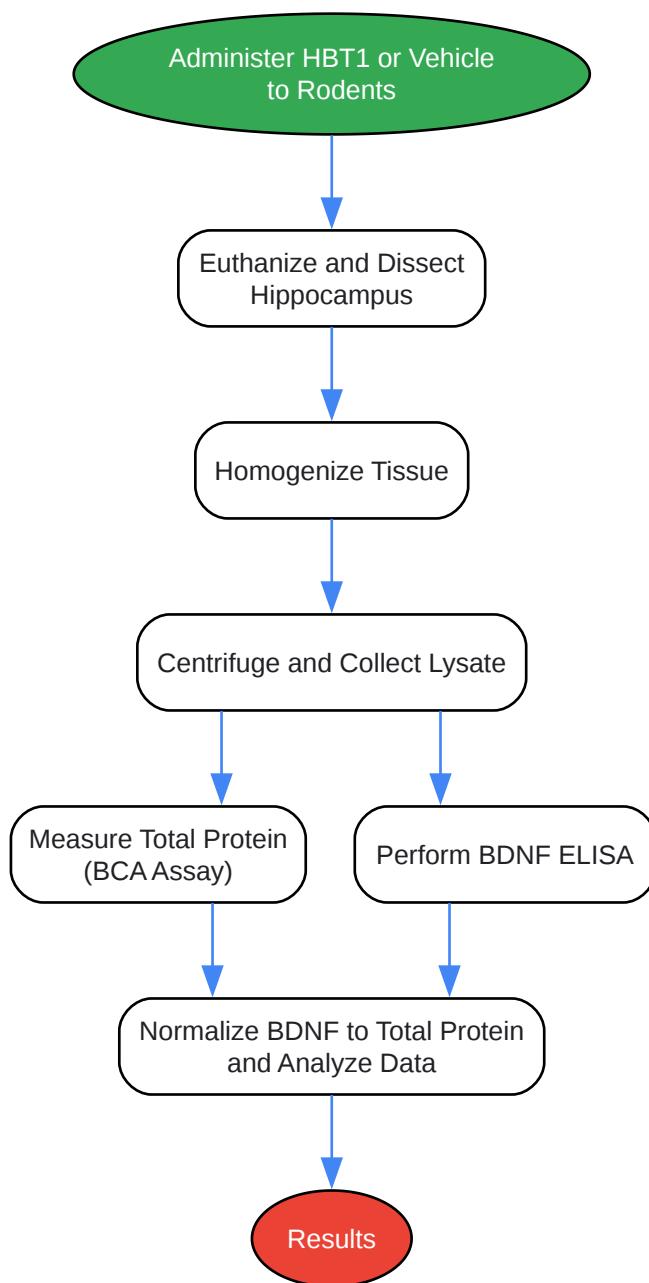 Administer HBT1 or Vehicle
to Rodents
Euthanize and Dissect
Hippocampus
Homogenize Tissue
Centrifuge and Collect Lysate
Measure Total Protein
(BCA Assay)
Perform BDNF ELISA
Normalize BDNF to Total Protein
and Analyze Data
Results